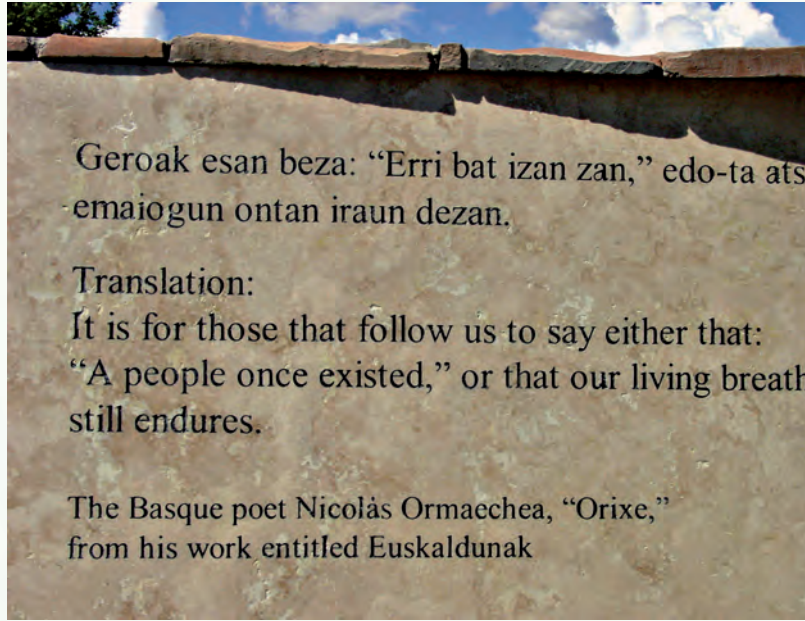 Geroak esan beza: “Erri bat izan zan,” edo-ta ats
emaiogun ontan iraun dezan.
Translation:
It is for those that follow us to say either that:
“A people once existed,” or that our living breath
still endures.
The Basque poet Nicolàs Ormaechea, “Orixe,”
from his work entitled Euskaldunak